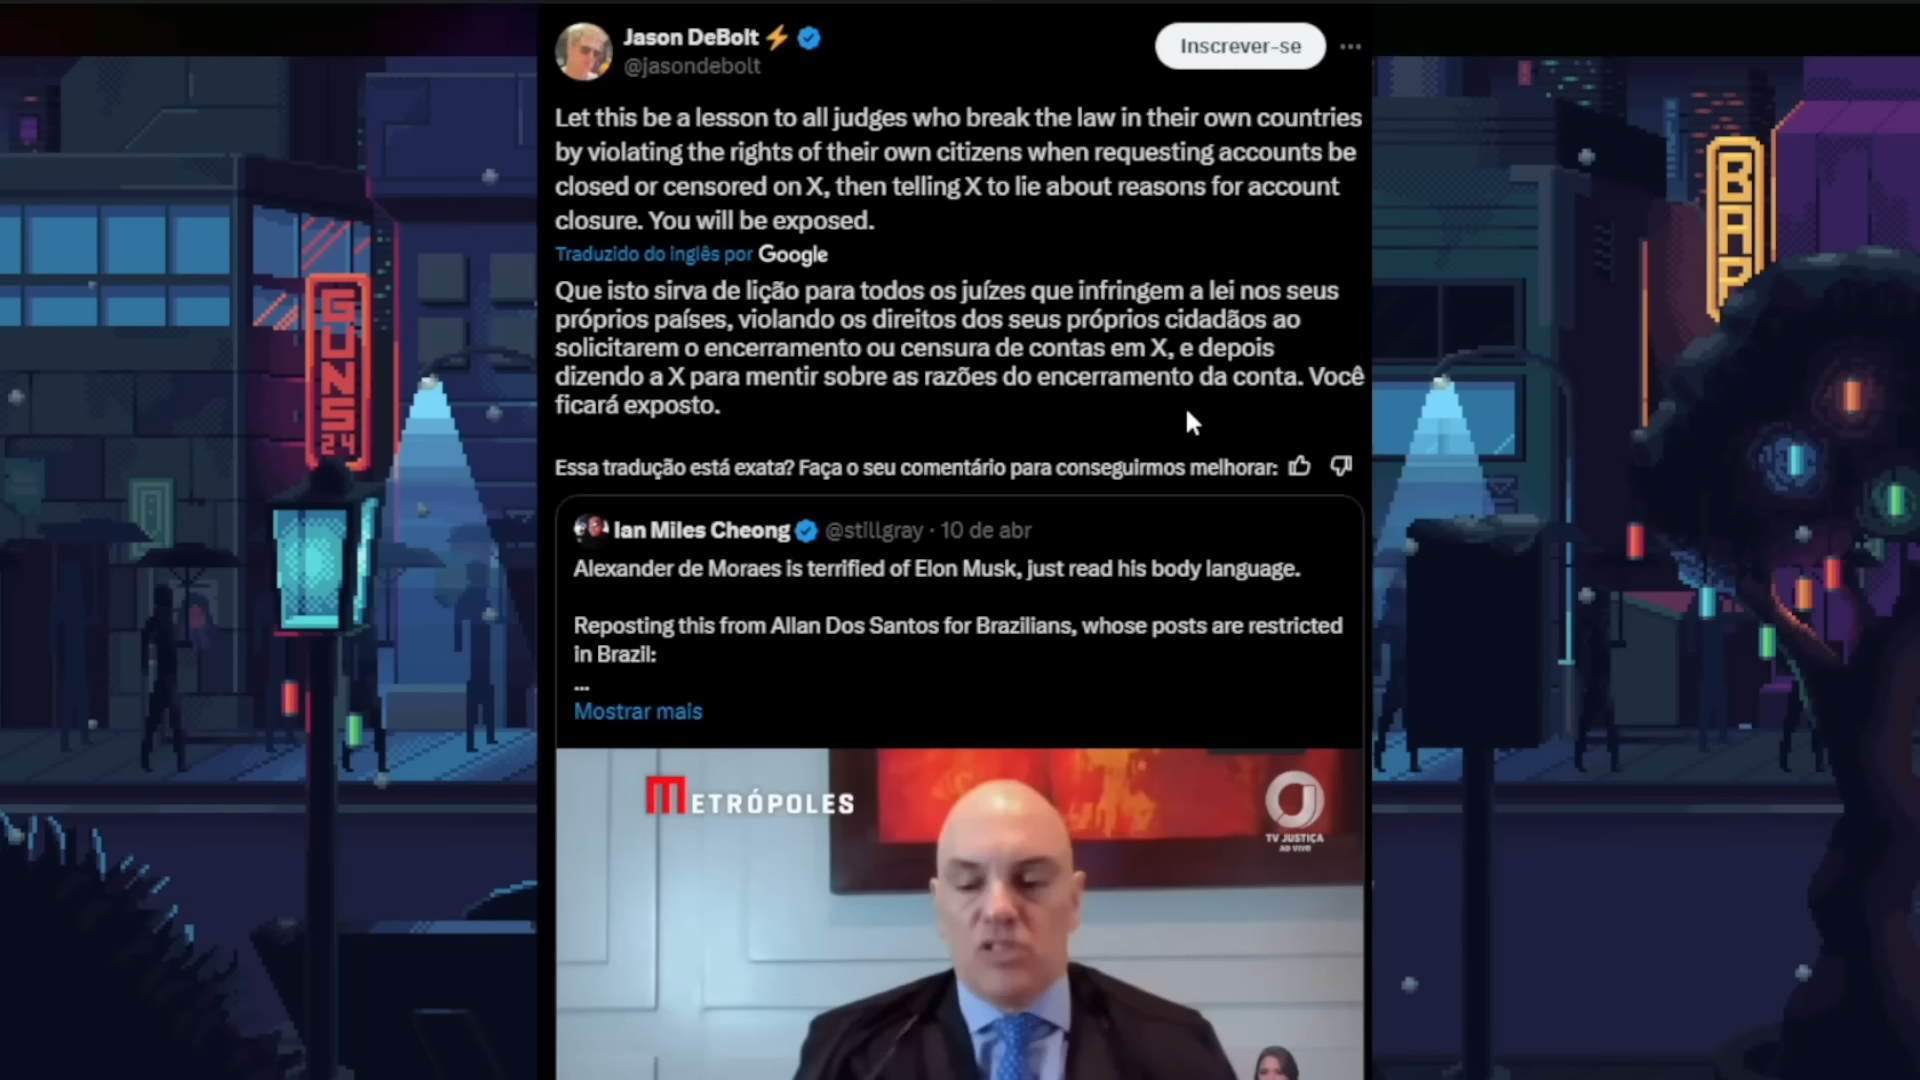 Jason DeBolt
@jasondebolt
Inscrever-se
Let this be a lesson to all judges who break the law in their own countries
by violating the rights of their own citizens when requesting accounts be
closed or censored on X, then telling X to lie about reasons for account
closure. You will be exposed.
Traduzido do inglês por Google
Que isto sirva de lição para todos os juízes que infringem a lei nos seus
próprios países, violando os direitos dos seus próprios cidadãos ao
solicitarem o encerramento ou censura de contas em X, e depois
dizendo a X para mentir sobre as razões do encerramento da conta. Você
ficará exposto.
Essa tradução está exata? Faça o seu comentário para conseguirmos melhorar:
Ian Miles Cheong @stillgray · 10 de abr
Alexander de Moraes is terrified of Elon Musk, just read his body language.
Reposting this from Allan Dos Santos for Brazilians, whose posts are restricted
in Brazil:
...
Mostrar mais
METRÓPOLES
TV JUSTIÇA
AO VIVO
GUNS
24
BAR